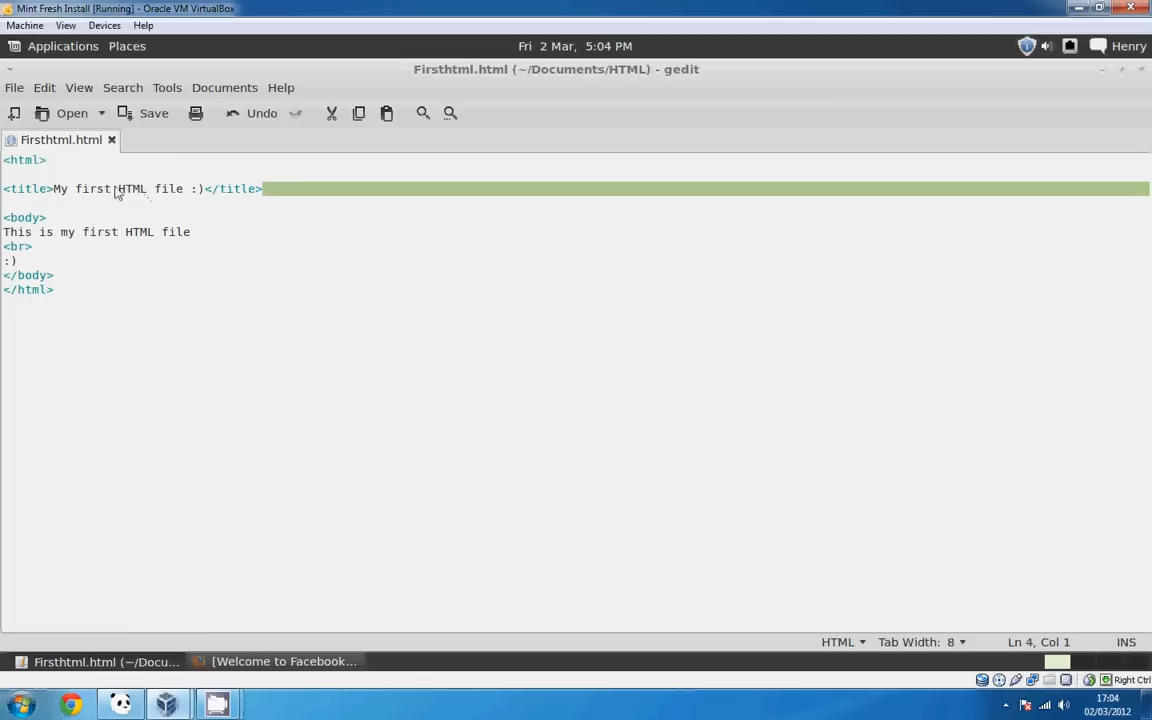 Mint Fresh Install [Running] - Oracle VM VirtualBox
Machine View Devices Help
Applications Places Fri 2 Mar, 5:04 PM Henry
Firsthtml.html (~/Documents/HTML) - gedit
File Edit View Search Tools Documents Help
Open Save Undo
Firsthtml.html
<html>
<title>My first HTML file :)</title>
<body>
This is my first HTML file
<br>
:)
</body>
</html>
HTML Tab Width: 8 Ln 4, Col 1 INS
Firsthtml.html (~/Docu... [Welcome to Facebook...
Right Ctrl
17:04
02/03/2012